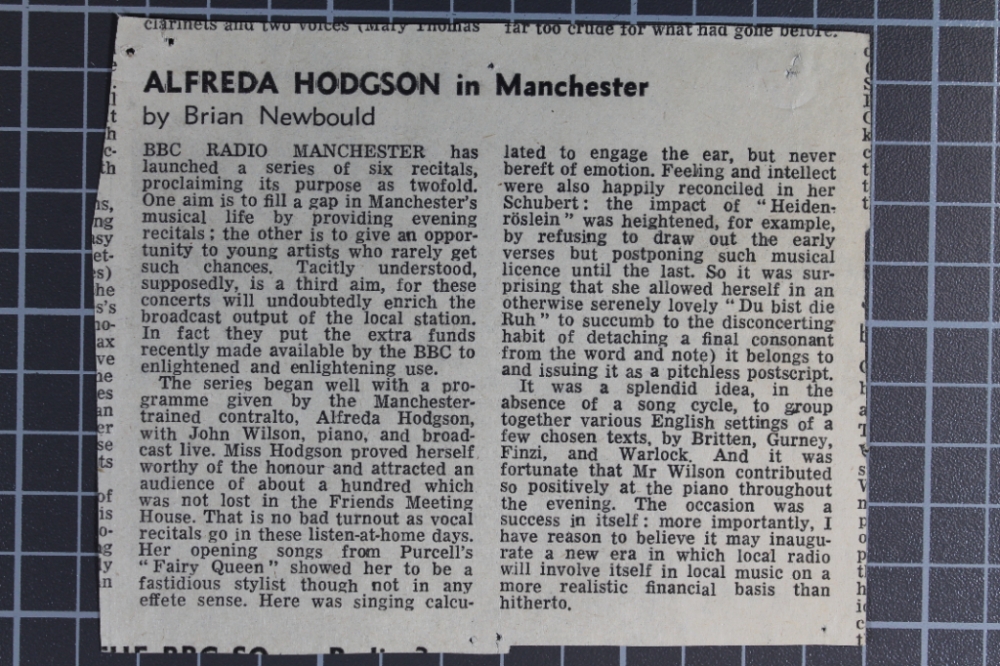 clarinets and two voices (Mary Thomas
far too crude for what had gone before.
ALFREDA HODGSON in Manchester
by Brian Newbould
BBC RADIO MANCHESTER has
launched a series of six recitals,
proclaiming its purpose as twofold.
One aim is to fill a gap in Manchester's
musical life by providing evening
recitals; the other is to give an oppor-
tunity to young artists who rarely get
such chances. Tacitly understood,
supposedly, is a third aim, for these
concerts will undoubtedly enrich the
broadcast output of the local station.
In fact they put the extra funds
recently made available by the BBC to
enlightened and enlightening use.
The series began well with a pro-
gramme given by the Manchester-
trained contralto, Alfreda Hodgson,
with John Wilson, piano, and broad-
cast live. Miss Hodgson proved herself
worthy of the honour and attracted an
audience of about a hundred which
was not lost in the Friends Meeting
House. That is no bad turnout as vocal
recitals go in these listen-at-home days.
Her opening songs from Purcell's
"Fairy Queen" showed her to be a
fastidious stylist though not in any
effete sense. Here was singing calcu-
lated to engage the ear, but never
bereft of emotion. Feeling and intellect
were also happily reconciled in her
Schubert: the impact of "Heiden-
röslein" was heightened, for example,
by refusing to draw out the early
verses but postponing such musical
licence until the last. So it was sur-
prising that she allowed herself in an
otherwise serenely lovely "Du bist die
Ruh" to succumb to the disconcerting
habit of detaching a final consonant
from the word and note) it belongs to
and issuing it as a pitchless postscript.
It was a splendid idea, in the
absence of a song cycle, to group
together various English settings of a
few chosen texts, by Britten, Gurney,
Finzi, and Warlock. And it was
fortunate that Mr Wilson contributed
so positively at the piano throughout
the evening. The occasion was a
success in itself: more importantly, I
have reason to believe it may inaugu-
rate a new era in which local radio
will involve itself in local music on a
more realistic financial basis than
hitherto.